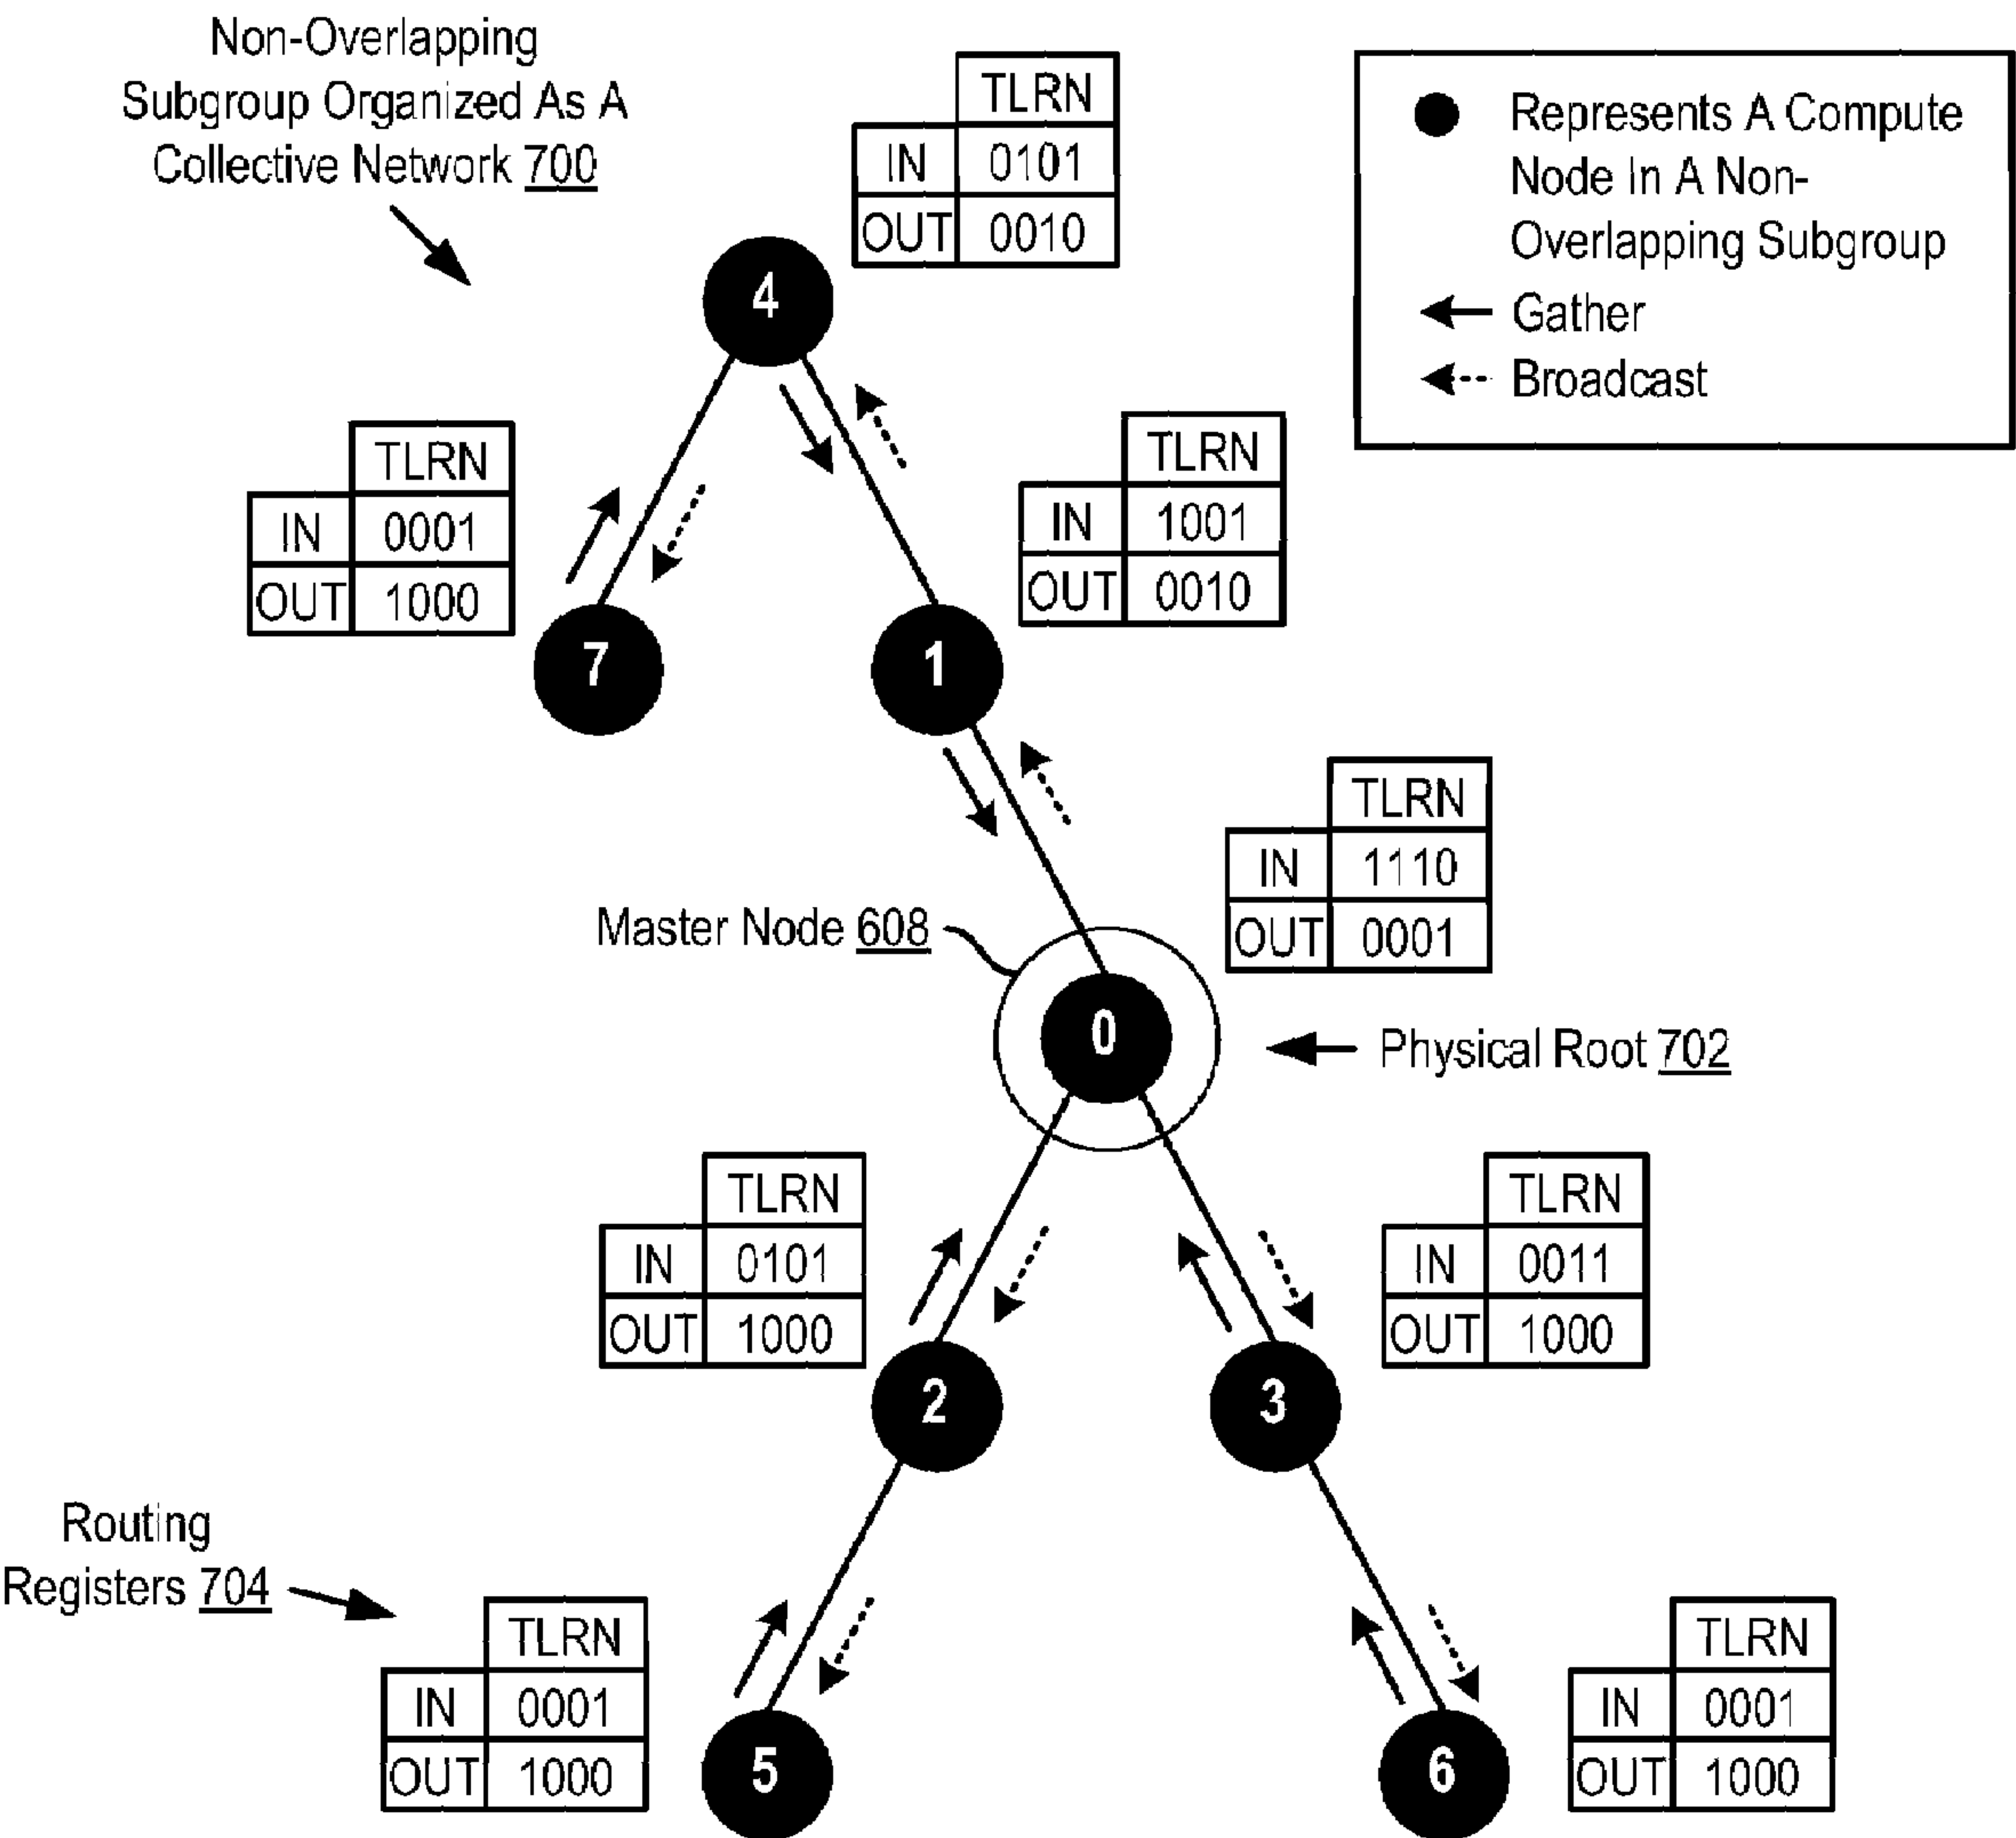 Non-Overlapping
Subgroup Organized As A
Collective Network 700
TLRN
IN 0101
OUT 0010
Represents A Compute
Node In A Non-
Overlapping Subgroup
Gather
Broadcast
4
TLRN
IN 0001
OUT 1000
TLRN
IN 1001
OUT 0010
7
1
TLRN
IN 1110
OUT 0001
Master Node 608
0
Physical Root 702
TLRN
IN 0101
OUT 1000
TLRN
IN 0011
OUT 1000
2
3
Routing
Registers 704
TLRN
IN 0001
OUT 1000
5
6
TLRN
IN 0001
OUT 1000